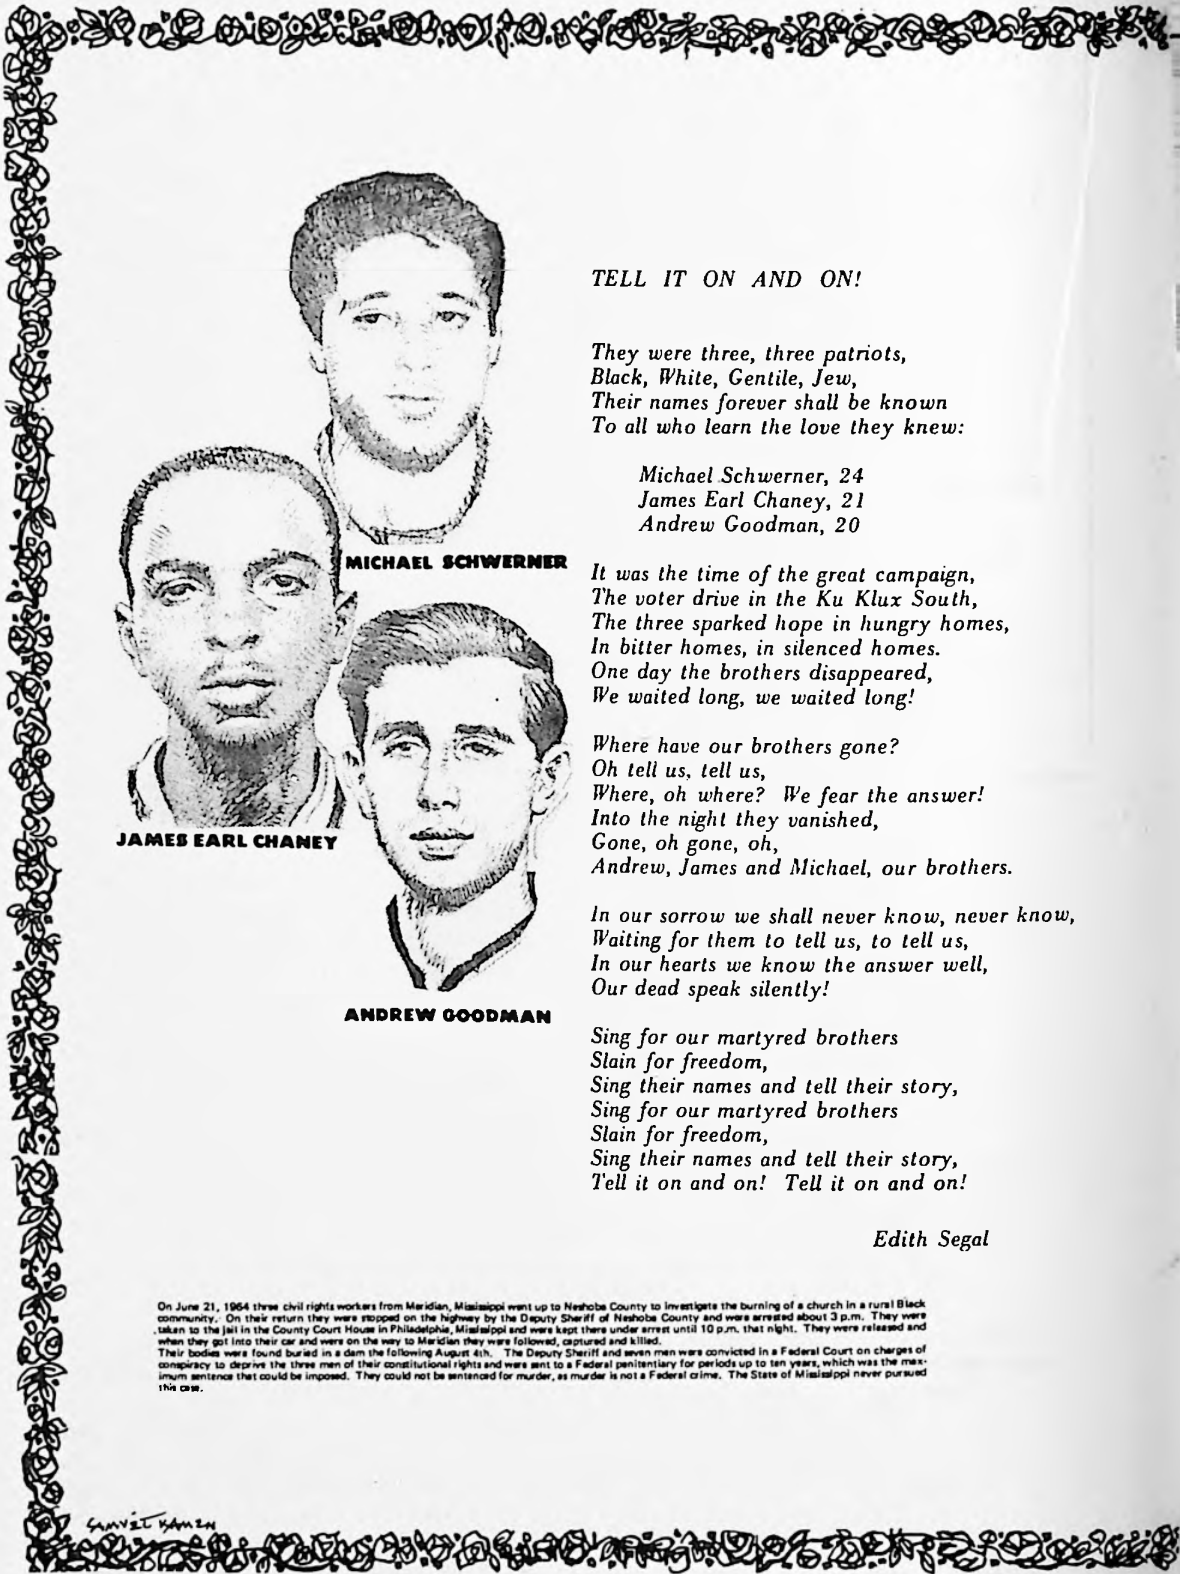 TELL IT ON AND ON!
They were three, three patriots,
Black, White, Gentile, Jew,
Their names forever shall be known
To all who learn the love they knew:
Michael Schwerner, 24
James Earl Chaney, 21
Andrew Goodman, 20
It was the time of the great campaign,
The voter drive in the Ku Klux South,
The three sparked hope in hungry homes,
In bitter homes, in silenced homes.
One day the brothers disappeared,
We waited long, we waited long!
Where have our brothers gone?
Oh tell us, tell us,
Where, oh where? We fear the answer!
Into the night they vanished,
Gone, oh gone, oh,
Andrew, James and Michael, our brothers.
In our sorrow we shall never know, never know,
Waiting for them to tell us, to tell us,
In our hearts we know the answer well,
Our dead speak silently!
Sing for our martyred brothers
Slain for freedom,
Sing their names and tell their story,
Sing for our martyred brothers
Slain for freedom,
Sing their names and tell their story,
Tell it on and on! Tell it on and on!
Edith Segal
MICHAEL SCHWERNER
JAMES EARL CHANEY
ANDREW GOODMAN
On June 21, 1964 three civil rights workers from Meridian, Mississippi went up to Neshoba County to investigate the burning of a church in a rural Black
community. On their return they were stopped on the highway by the Deputy Sheriff of Neshoba County and were arrested about 3 p.m. They were
taken to the jail in the County Court House in Philadelphia, Mississippi and were kept there under arrest until 10 p.m. that night. They were released and
when they got into their car and were on the way to Meridian they were followed, captured and killed.
Their bodies were found buried in a dam the following August 4th. The Deputy Sheriff and seven men were convicted in a Federal Court on charges of
conspiracy to deprive the three men of their constitutional rights and were sent to a Federal penitentiary for periods up to ten years, which was the max-
imum sentence that could be imposed. They could not be sentenced for murder, as murder is not a Federal crime. The State of Mississippi never pursued
this case.
SAMUEL KAMEN